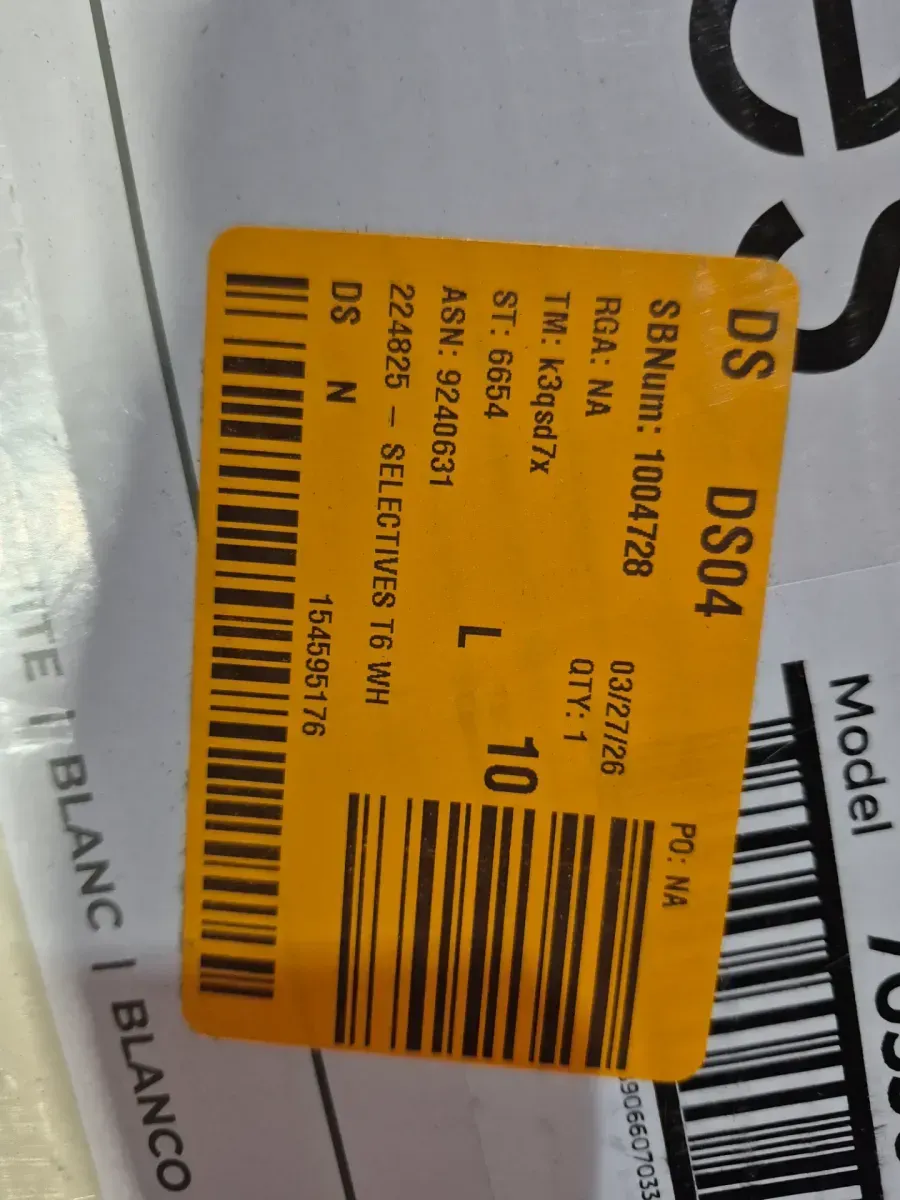 es
DS DS04
SBNum: 1004728
PO: NA
RGA: NA
03/27/26
TM: k3qsd7x
QTY: 1
ST: 6654
L
10
ASN: 9240631
224825 - SELECTIVES T6 WH
DS N
154595176
Model
BLANC | BLANCO